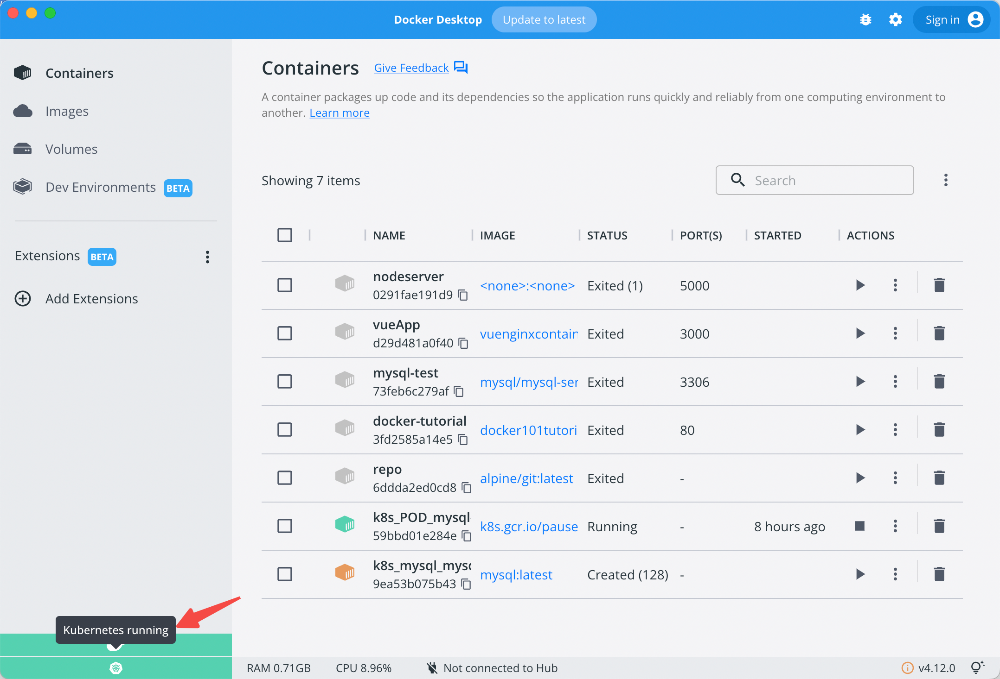 Docker Desktop
Update to latest
Sign in
Containers
Images
Volumes
Dev Environments BETA
Extensions BETA
Add Extensions
Containers
Give Feedback
A container packages up code and its dependencies so the application runs quickly and reliably from one computing environment to
another. Learn more
Showing 7 items
Search
NAME IMAGE STATUS PORT(S) STARTED ACTIONS
nodeserver
0291fae191d9 <none>:<none> Exited (1) 5000
vueApp
d29d481a0f40 vuenginxcontain Exited 3000
mysql-test
73feb6c279af mysql/mysql-ser Exited 3306
docker-tutorial
3fd2585a14e5 docker101tutori Exited 80
repo
6ddda2ed0cd8 alpine/git:latest Exited -
k8s_POD_mysql-
59bbd01e284e k8s.gcr.io/pause Running - 8 hours ago
k8s_mysql_mysq
9ea53b075b43 mysql:latest Created (128) -
Kubernetes running
RAM 0.71GB CPU 8.96% Not connected to Hub v4.12.0